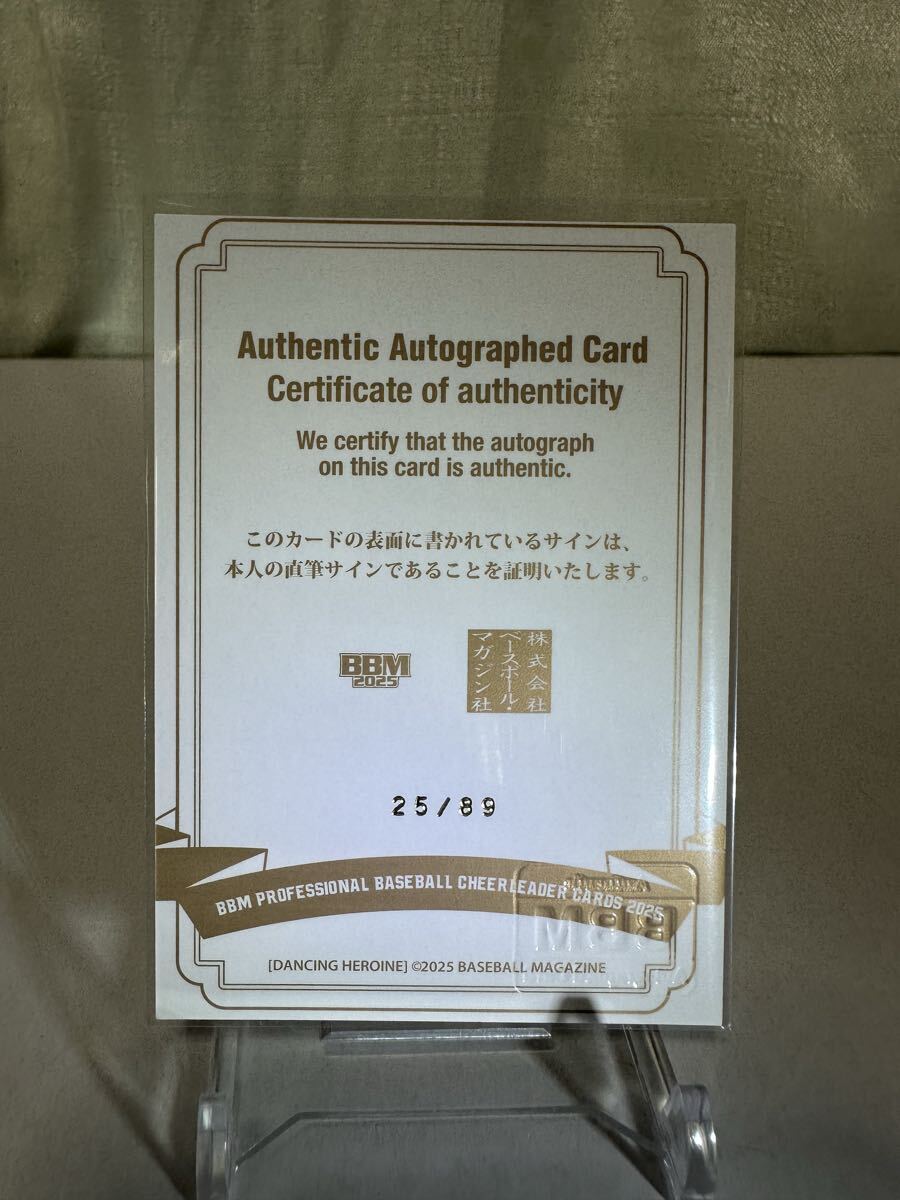 Authentic Autographed Card
Certificate of authenticity
We certify that the autograph
on this card is authentic.
このカードの表面に書かれているサインは、
本人の直筆サインであることを証明いたします。
BBM
2025
株式会社
ベースボール・
マガジン社
25/89
BBM PROFESSIONAL BASEBALL CHEERLEADER CARDS 2025
BBM
[DANCING HEROINE] ©2025 BASEBALL MAGAZINE